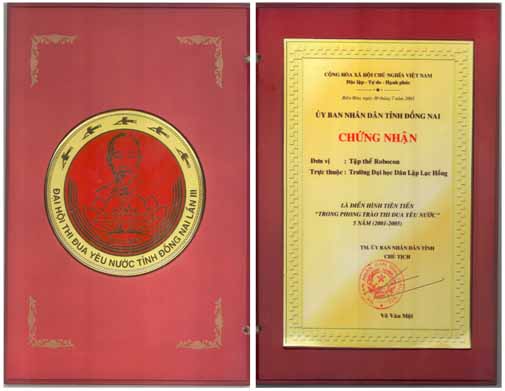 ĐẠI HỘI THI ĐUA YÊU NƯỚC TỈNH ĐỒNG NAI LẦN III
CỘNG HÒA XÃ HỘI CHỦ NGHĨA VIỆT NAM
Độc lập - Tự do - Hạnh phúc
ỦY BAN NHÂN DÂN TỈNH ĐỒNG NAI
CHỨNG NHẬN
Đơn vị : Tập thể Robocon
Trực thuộc : Trường Đại học Dân Lập Lạc Hồng
LÀ ĐIỂN HÌNH TIÊN TIẾN
"TRONG PHONG TRÀO THI ĐUA YÊU NƯỚC"
5 NĂM (2001-2005)
TM. ỦY BAN NHÂN DÂN TỈNH
CHỦ TỊCH
Võ Văn Một